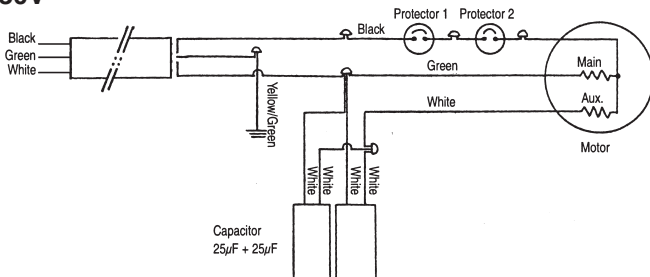 Black
Green
White
Black
Protector 1
Protector 2
Green
Main
White
Aux.
Motor
Yellow/Green
White
White
White
White
Capacitor
25µF + 25µF